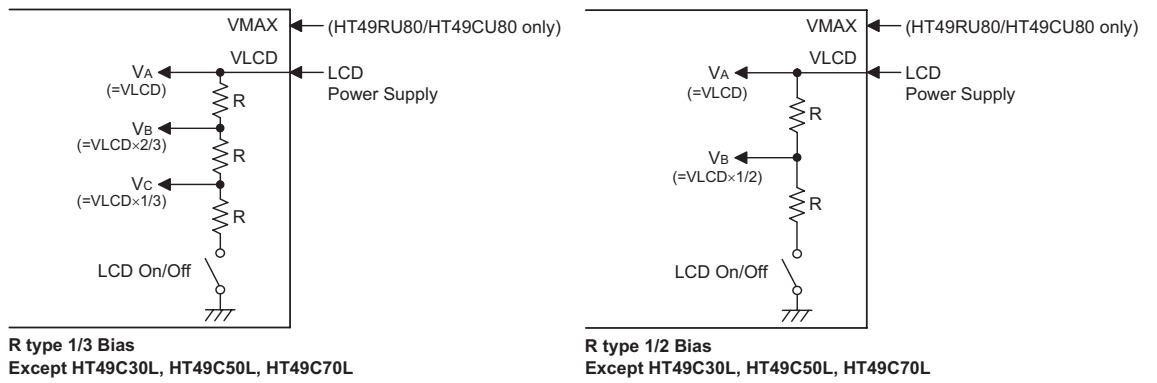 VMAX
(HT49RU80/HT49CU80 only)
VLCD
VA
(=VLCD)
LCD
Power Supply
R
VB
(=VLCD×2/3)
R
VC
(=VLCD×1/3)
R
LCD On/Off
R type 1/3 Bias
Except HT49C30L, HT49C50L, HT49C70L
VMAX
(HT49RU80/HT49CU80 only)
VLCD
VA
(=VLCD)
LCD
Power Supply
R
VB
(=VLCD×1/2)
R
LCD On/Off
R type 1/2 Bias
Except HT49C30L, HT49C50L, HT49C70L